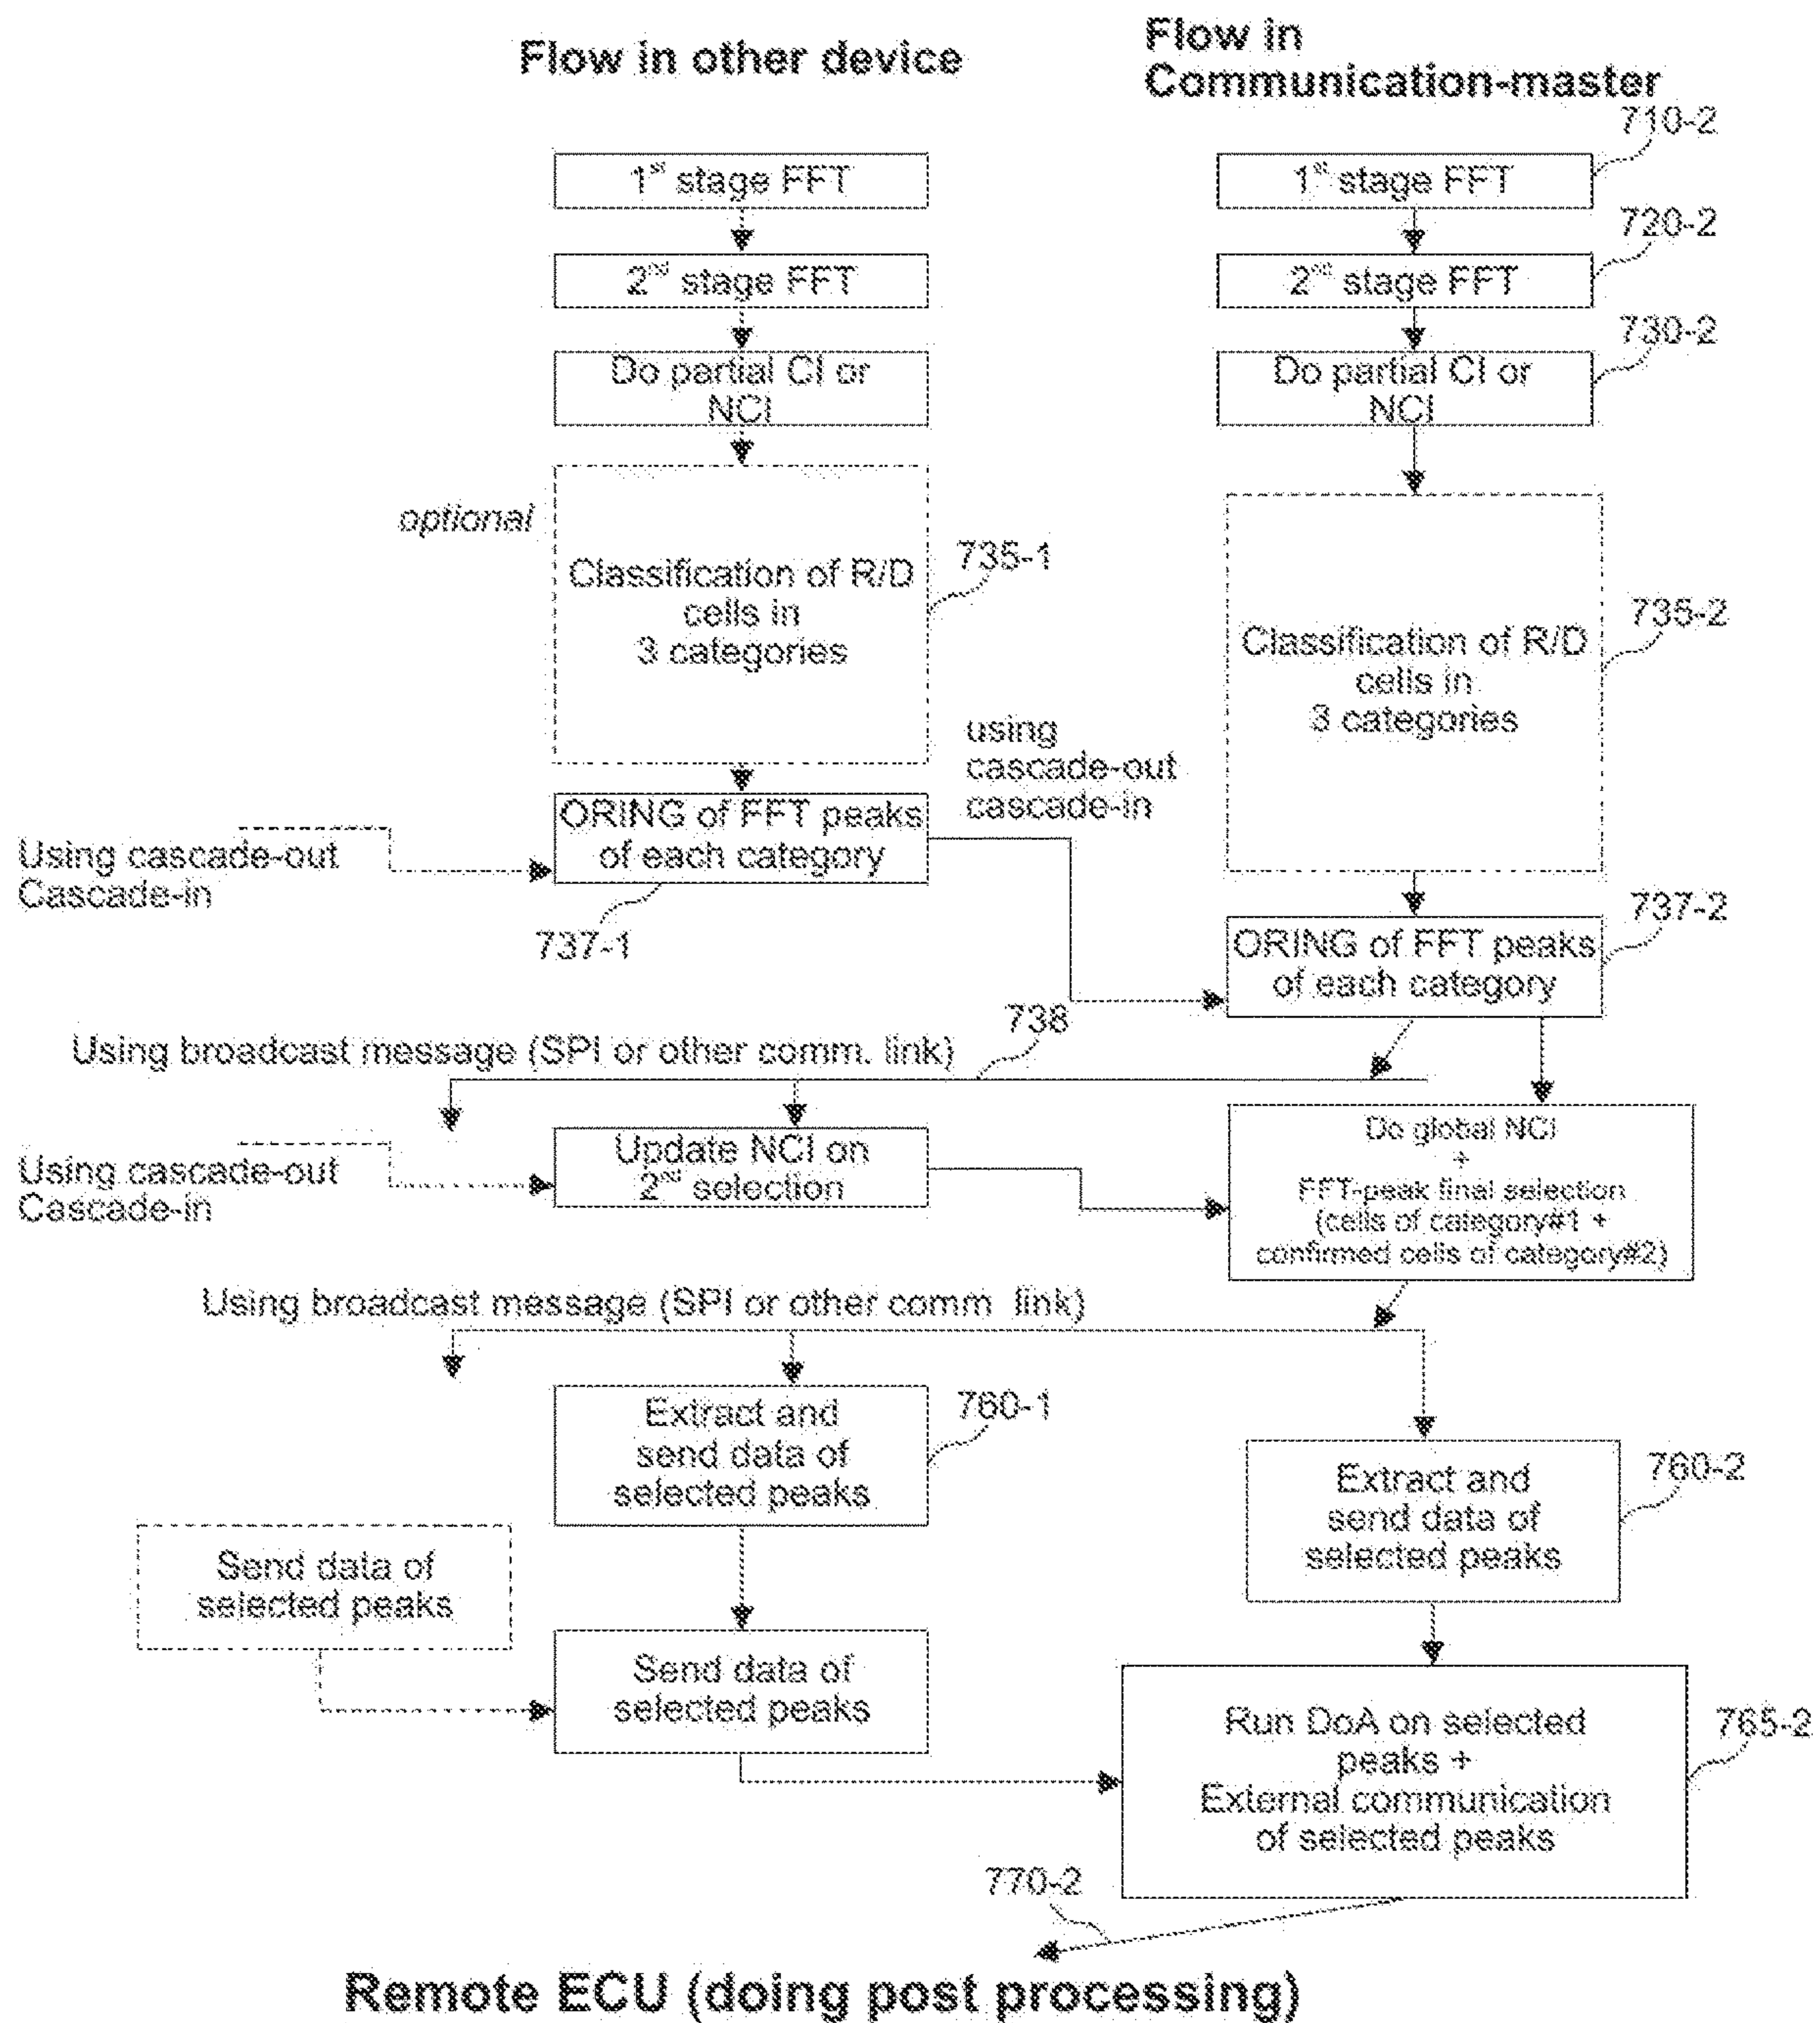 Flow in other device
Flow in
Communication-master
710-2
1st stage FFT
1st stage FFT
720-2
2nd stage FFT
2nd stage FFT
730-2
Do partial CI or
NCI
Do partial CI or
NCI
optional
Classification of R/D
cells in
3 categories
735-1
Classification of R/D
cells in
3 categories
735-2
using
cascade-out
cascade-in
Using cascade-out
Cascade-in
ORING of FFT peaks
of each category
737-1
ORING of FFT peaks
of each category
737-2
738
Using broadcast message (SPI or other comm. link)
Using cascade-out
Cascade-in
Update NCI on
2nd selection
Do global NCI
+
FFT-peak final selection
(cells of category#1 +
confirmed cells of category#2)
Using broadcast message (SPI or other comm link)
Extract and
send data of
selected peaks
760-1
Extract and
send data of
selected peaks
760-2
Send data of
selected peaks
Send data of
selected peaks
Run DoA on selected
peaks +
External communication
of selected peaks
765-2
770-2
Remote ECU (doing post processing)